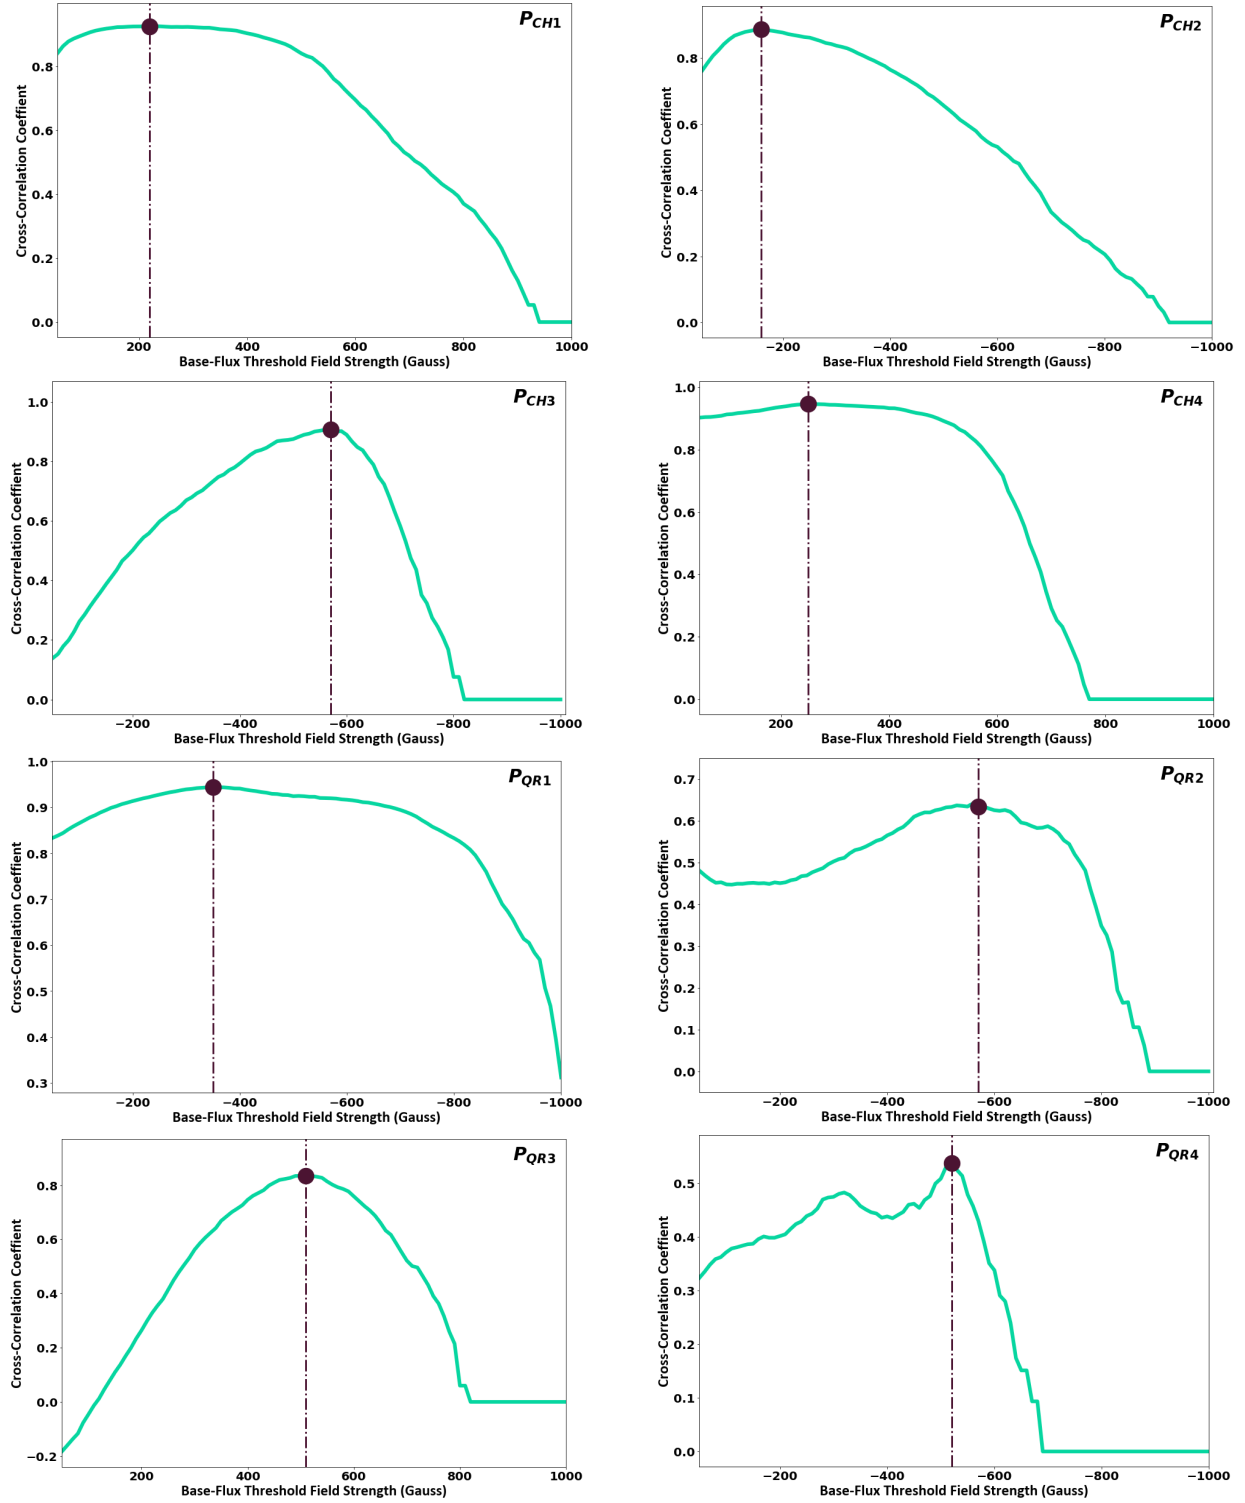 P_CH1
Cross-Correlation Coeffient
0.8
0.6
0.4
0.2
0.0
200 400 600 800 1000
Base-Flux Threshold Field Strength (Gauss)
P_CH2
Cross-Correlation Coeffient
0.8
0.6
0.4
0.2
0.0
−200 −400 −600 −800 −1000
Base-Flux Threshold Field Strength (Gauss)
P_CH3
Cross-Correlation Coeffient
1.0
0.8
0.6
0.4
0.2
0.0
−200 −400 −600 −800 −1000
Base-Flux Threshold Field Strength (Gauss)
P_CH4
Cross-Correlation Coeffient
1.0
0.8
0.6
0.4
0.2
0.0
200 400 600 800 1000
Base-Flux Threshold Field Strength (Gauss)
P_QR1
Cross-Correlation Coeffient
1.0
0.9
0.8
0.7
0.6
0.5
0.4
0.3
−200 −400 −600 −800 −1000
Base-Flux Threshold Field Strength (Gauss)
P_QR2
Cross-Correlation Coeffient
0.7
0.6
0.5
0.4
0.3
0.2
0.1
0.0
−200 −400 −600 −800 −1000
Base-Flux Threshold Field Strength (Gauss)
P_QR3
Cross-Correlation Coeffient
0.8
0.6
0.4
0.2
0.0
−0.2
200 400 600 800 1000
Base-Flux Threshold Field Strength (Gauss)
P_QR4
Cross-Correlation Coeffient
0.5
0.4
0.3
0.2
0.1
0.0
−200 −400 −600 −800 −1000
Base-Flux Threshold Field Strength (Gauss)